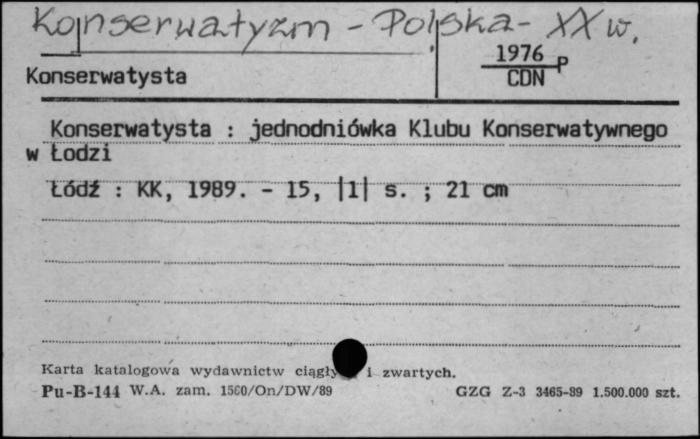 Konserwatyzm - Polska - XX w.
1976 P
Konserwatysta
CDN
Konserwatysta : jednodniówka Klubu Konserwatywnego
w Łodzi
Łódź : KK, 1989. - 15, |1| s. ; 21 cm
Karta katalogowa wydawnictw ciągły i zwartych.
Pu-B-144 W.A. zam. 1560/On/DW/89 GZG Z-3 3465-89 1.500.000 szt.